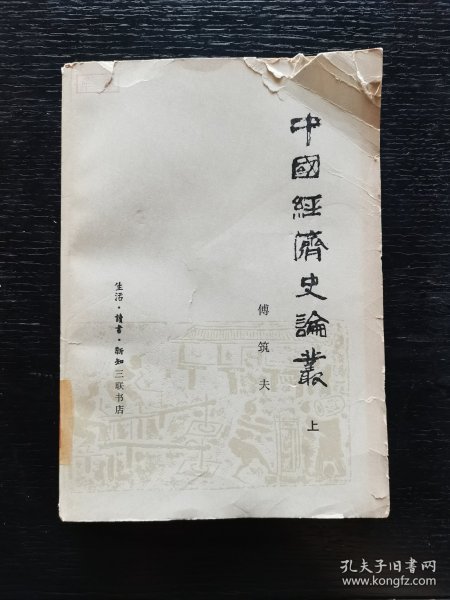 中國經濟史論叢 上
傅筑夫
生活·讀書·新知三联书店
孔夫子旧书网
www.kongfz.com